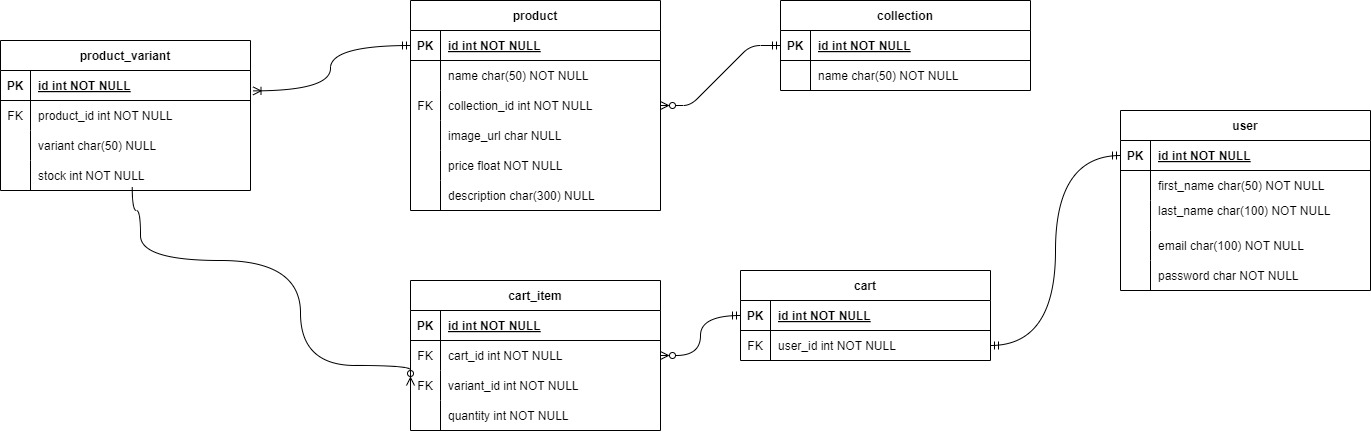 product_variant
PK id int NOT NULL
FK product_id int NOT NULL
variant char(50) NULL
stock int NOT NULL
product
PK id int NOT NULL
name char(50) NOT NULL
FK collection_id int NOT NULL
image_url char NULL
price float NOT NULL
description char(300) NULL
collection
PK id int NOT NULL
name char(50) NOT NULL
user
PK id int NOT NULL
first_name char(50) NOT NULL
last_name char(100) NOT NULL
email char(100) NOT NULL
password char NOT NULL
cart_item
PK id int NOT NULL
FK cart_id int NOT NULL
FK variant_id int NOT NULL
quantity int NOT NULL
cart
PK id int NOT NULL
FK user_id int NOT NULL